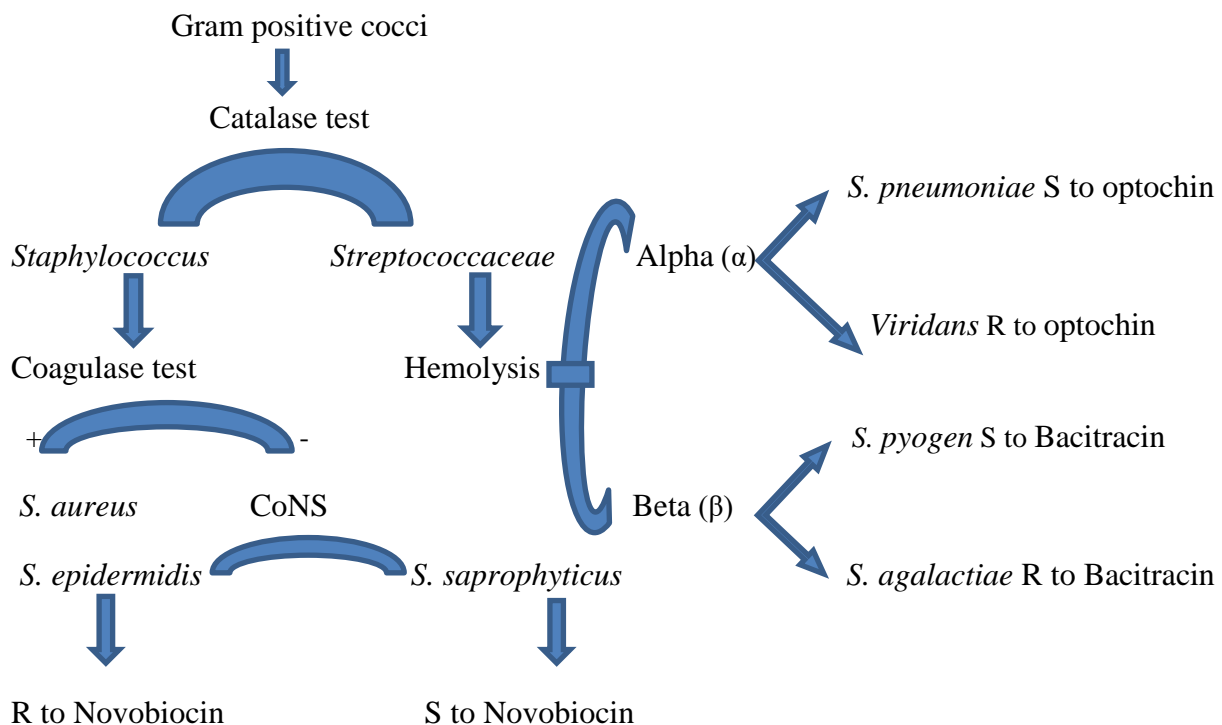 Gram positive cocci
Catalase test
Staphylococcus
Streptococcaceae
Coagulase test
Hemolysis
+
-
S. aureus
CoNS
S. epidermidis
S. saprophyticus
R to Novobiocin
S to Novobiocin
Alpha (α)
S. pneumoniae S to optochin
Viridans R to optochin
Beta (β)
S. pyogen S to Bacitracin
S. agalactiae R to Bacitracin